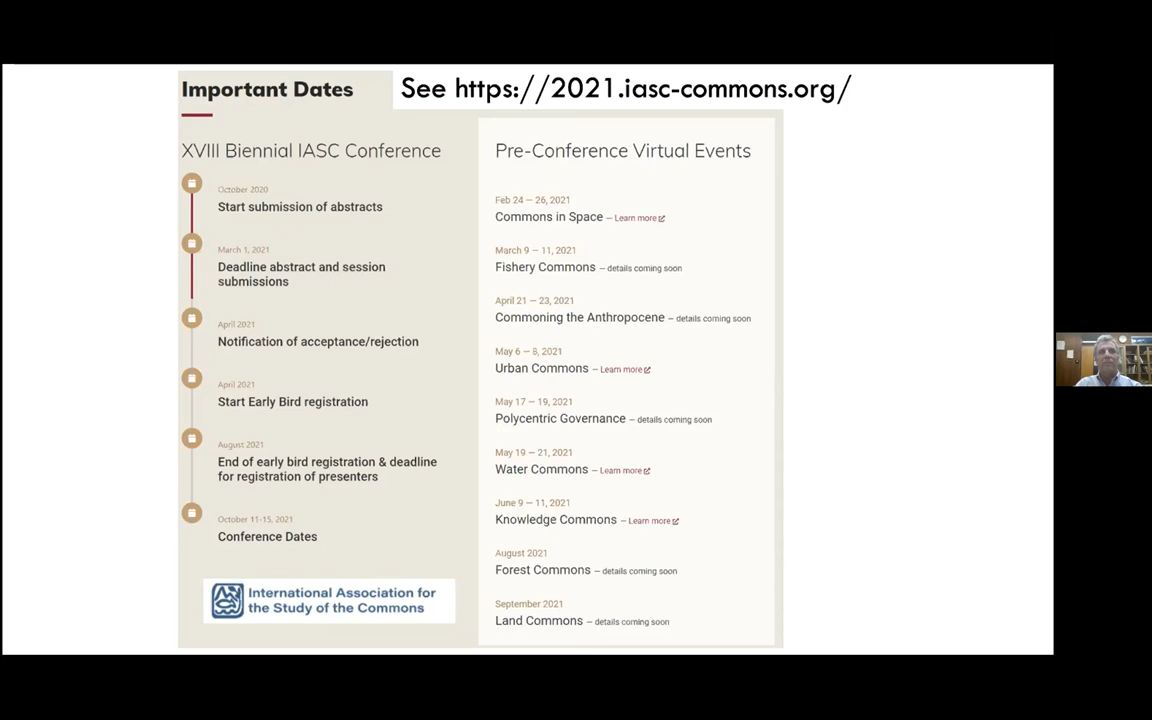 Important Dates
See https://2021.iasc-commons.org/
XVIII Biennial IASC Conference
October 2020
Start submission of abstracts
March 1, 2021
Deadline abstract and session
submissions
April 2021
Notification of acceptance/rejection
April 2021
Start Early Bird registration
August 2021
End of early bird registration & deadline
for registration of presenters
October 11-15, 2021
Conference Dates
International Association for
the Study of the Commons
Pre-Conference Virtual Events
Feb 24 — 26, 2021
Commons in Space — Learn more
March 9 — 11, 2021
Fishery Commons — details coming soon
April 21 — 23, 2021
Commoning the Anthropocene — details coming soon
May 6 — 8, 2021
Urban Commons — Learn more
May 17 — 19, 2021
Polycentric Governance — details coming soon
May 19 — 21, 2021
Water Commons — Learn more
June 9 — 11, 2021
Knowledge Commons — Learn more
August 2021
Forest Commons — details coming soon
September 2021
Land Commons — details coming soon